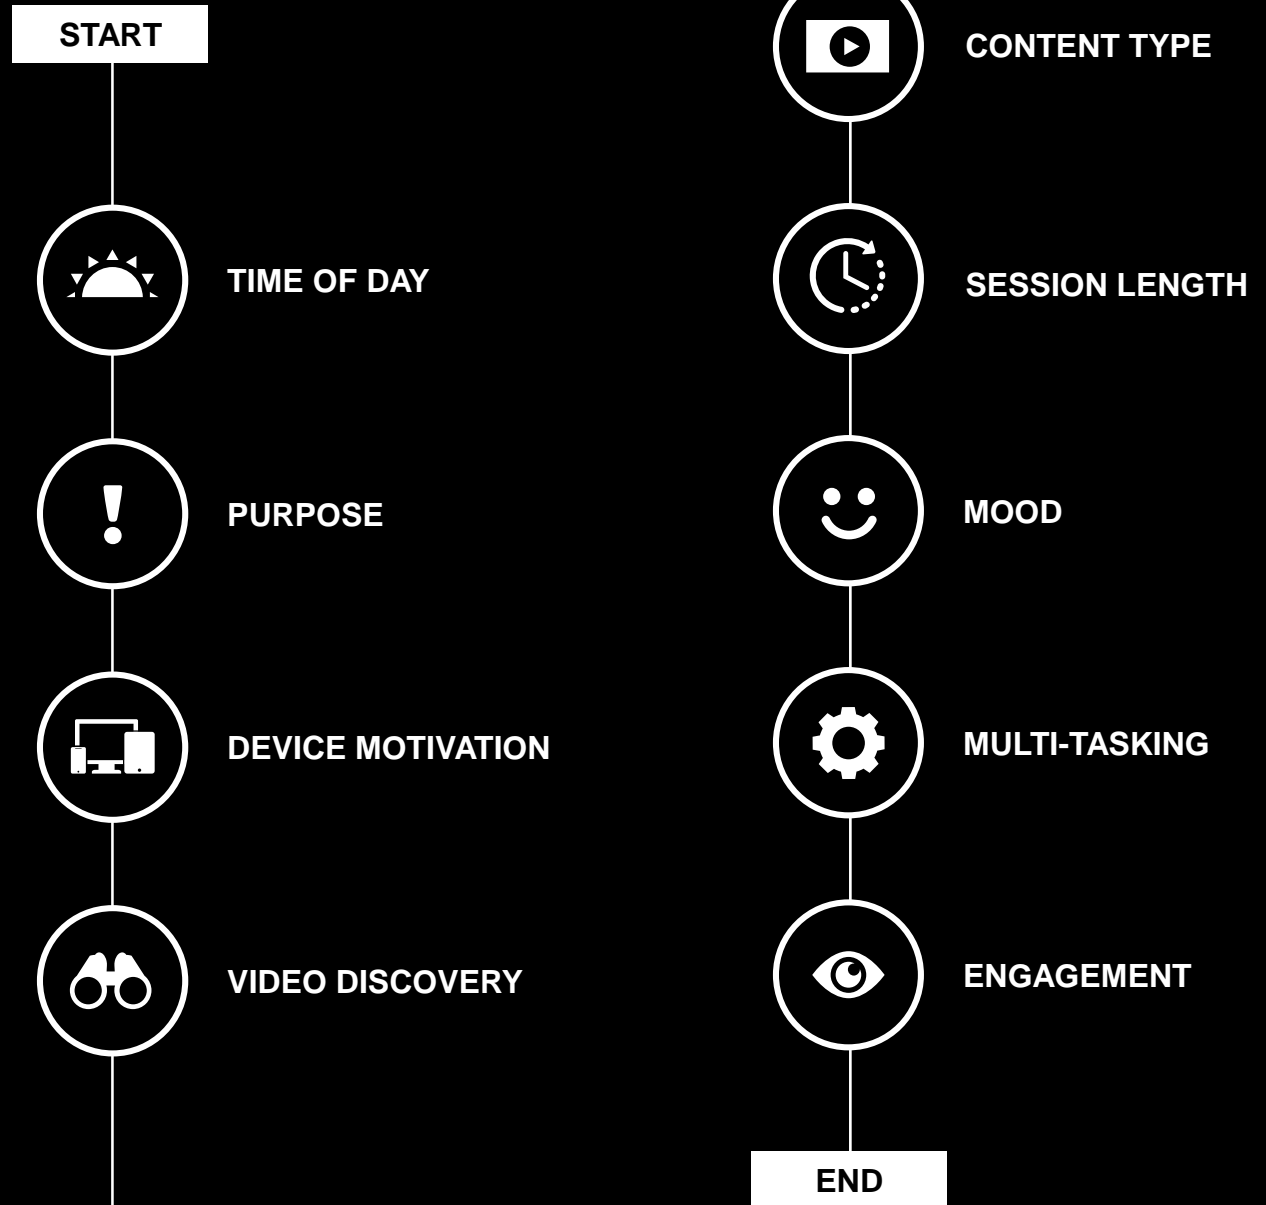 START
TIME OF DAY
PURPOSE
DEVICE MOTIVATION
VIDEO DISCOVERY
CONTENT TYPE
SESSION LENGTH
MOOD
MULTI-TASKING
ENGAGEMENT
END